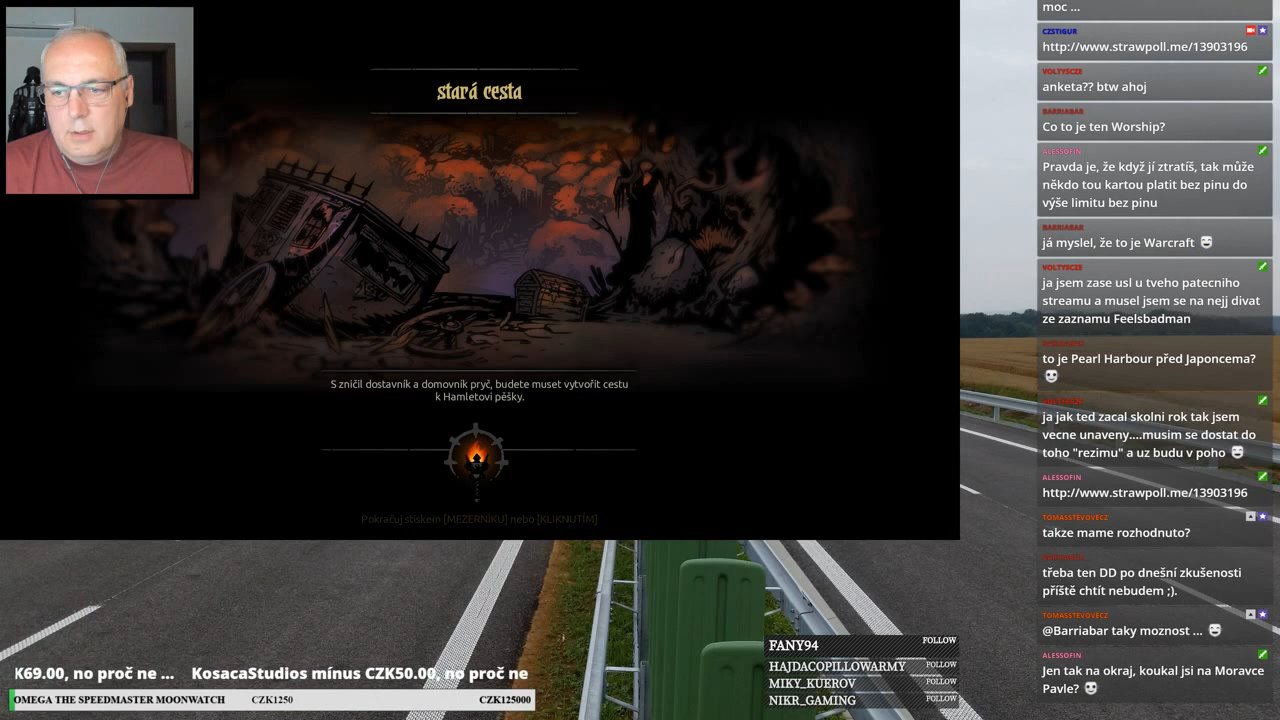 stará cesta
S zničil dostavník a domovník pryč, budete muset vytvořit cestu
k Hamletovi pěšky.
Pokračuj stiskem [MEZERNÍKU] nebo [KLIKNUTÍM]
moc ...
CZSTIGUR
http://www.strawpoll.me/13903196
VOLTYSCZE
anketa?? btw ahoj
BARRIABAR
Co to je ten Worship?
ALESSOFIN
Pravda je, že když jí ztratíš, tak může
někdo tou kartou platit bez pinu do
výše limitu bez pinu
BARRIABAR
já myslel, že to je Warcraft
VOLTYSCZE
ja jsem zase usl u tveho patecniho
streamu a musel jsem se na nejj divat
ze zaznamu Feelsbadman
to je Pearl Harbour před Japoncema?
ja jak ted zacal skolni rok tak jsem
vecne unaveny....musim se dostat do
toho "rezimu" a uz budu v poho
ALESSOFIN
http://www.strawpoll.me/13903196
TOMASSTEVOVECZ
takze mame rozhodnuto?
třeba ten DD po dnešní zkušenosti
příště chtít nebudem ;).
TOMASSTEVOVECZ
@Barriabar taky moznost ...
ALESSOFIN
Jen tak na okraj, koukal jsi na Moravce
Pavle?
FANY94 FOLLOW
HAJDACOPILLOWARMY FOLLOW
MIKY_KUEROV FOLLOW
NIKR_GAMING FOLLOW
K69.00, no proč ne ... KosacaStudios mínus CZK50.00, no proč ne
OMEGA THE SPEEDMASTER MOONWATCH CZK1250 CZK125000